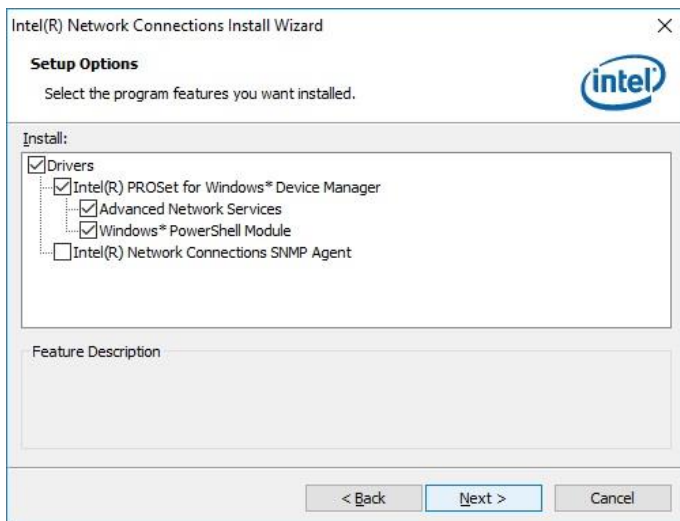 Intel(R) Network Connections Install Wizard
Setup Options
Select the program features you want installed.
intel
Install:
Drivers
Intel(R) PROSet for Windows* Device Manager
Advanced Network Services
Windows* PowerShell Module
Intel(R) Network Connections SNMP Agent
Feature Description
< Back Next > Cancel